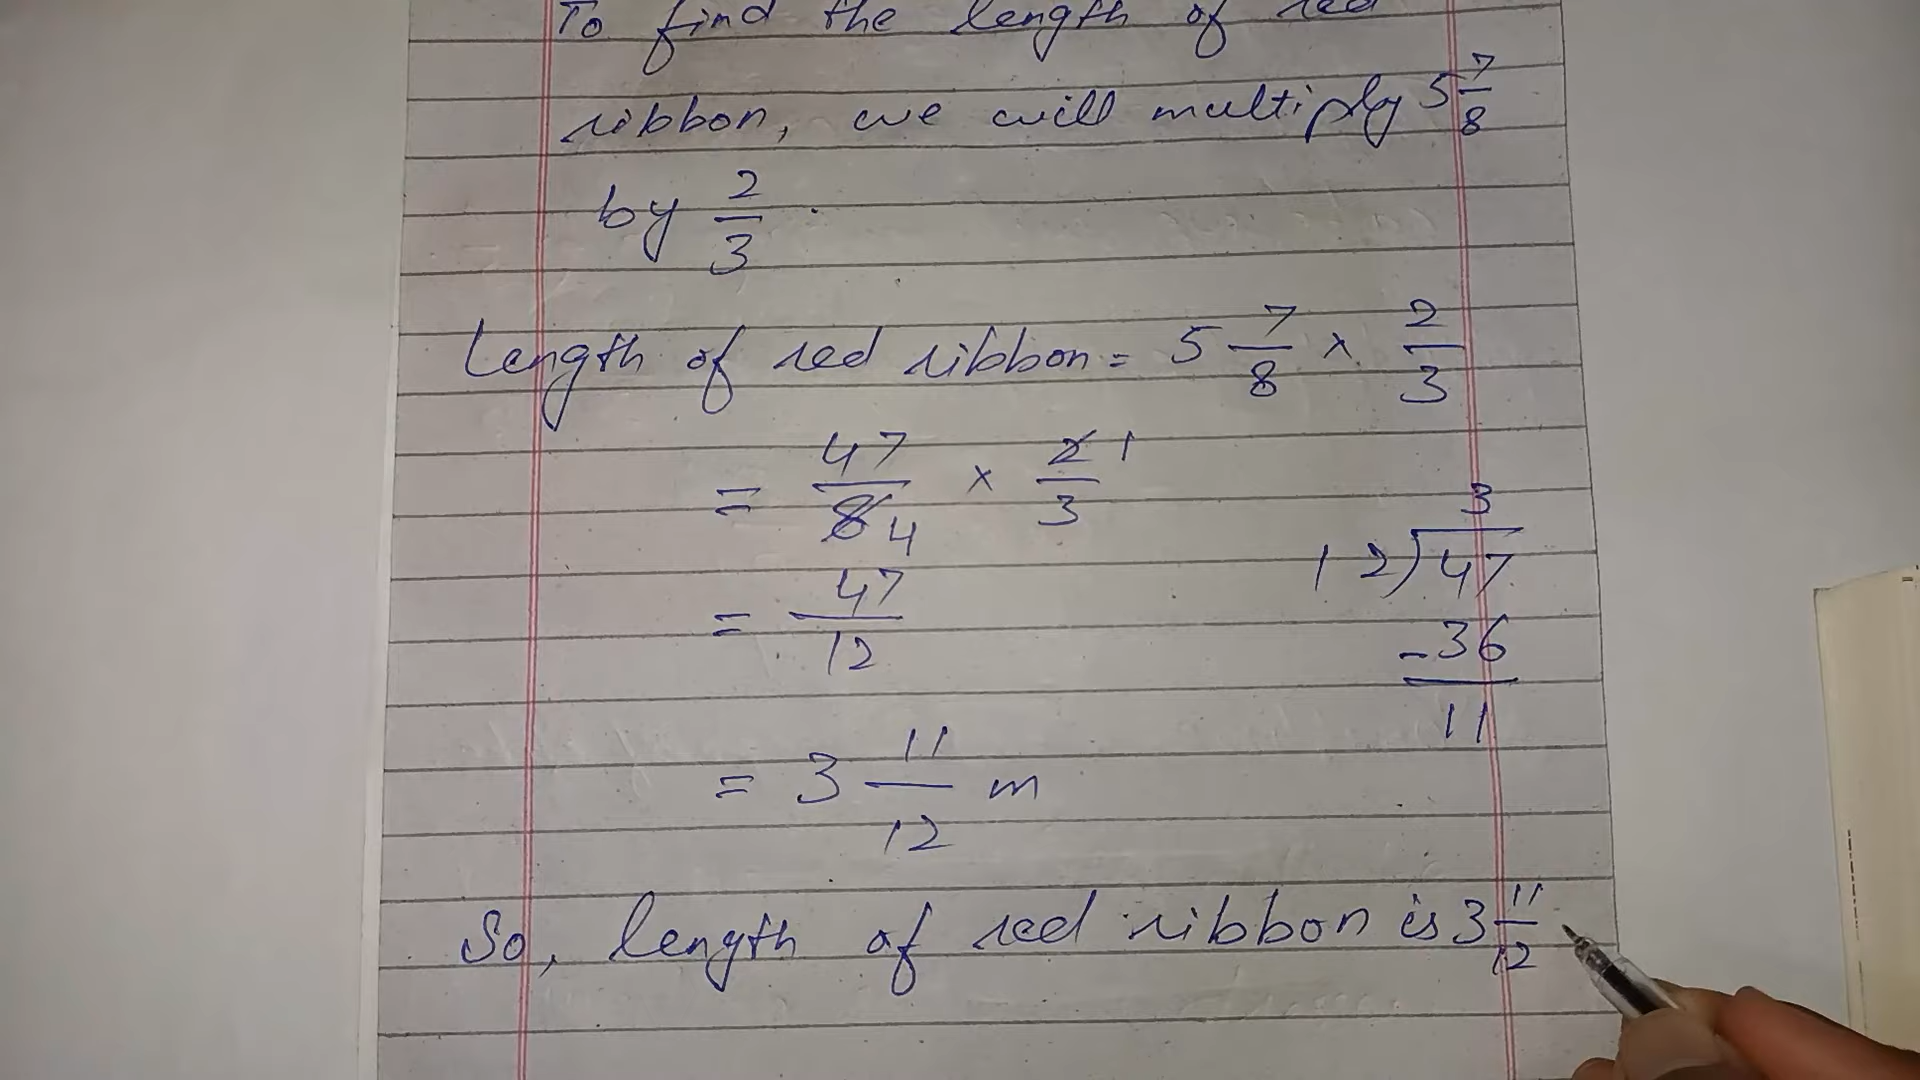 To find the length of red
ribbon, we will multiply 5 7/8
by 2/3.
Length of red ribbon = 5 7/8 × 2/3
= 47/8 4 × 2/3 1
= 47/12
3
12)47
-36
11
= 3 11/12 m
So, length of red ribbon is 3 11/12